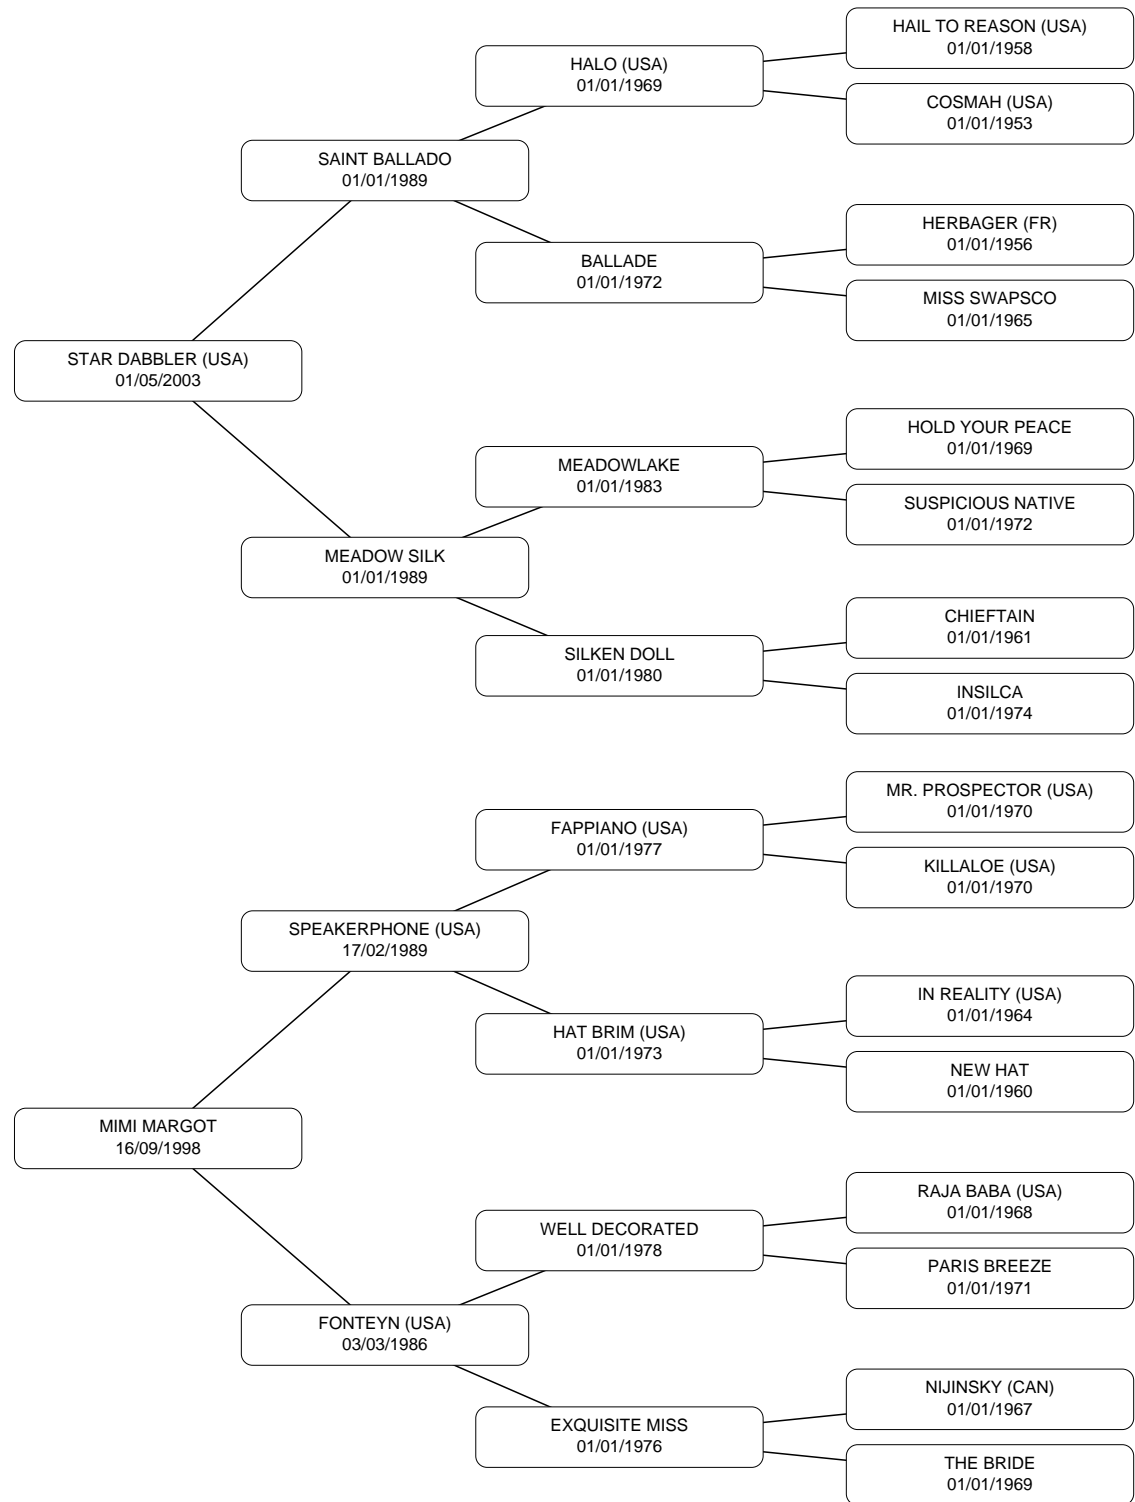 HAIL TO REASON (USA)
01/01/1958
HALO (USA)
01/01/1969
COSMAH (USA)
01/01/1953
SAINT BALLADO
01/01/1989
HERBAGER (FR)
01/01/1956
BALLADE
01/01/1972
MISS SWAPSCO
01/01/1965
STAR DABBLER (USA)
01/05/2003
HOLD YOUR PEACE
01/01/1969
MEADOWLAKE
01/01/1983
SUSPICIOUS NATIVE
01/01/1972
MEADOW SILK
01/01/1989
CHIEFTAIN
01/01/1961
SILKEN DOLL
01/01/1980
INSILCA
01/01/1974
MR. PROSPECTOR (USA)
01/01/1970
FAPPIANO (USA)
01/01/1977
KILLALOE (USA)
01/01/1970
SPEAKERPHONE (USA)
17/02/1989
IN REALITY (USA)
01/01/1964
HAT BRIM (USA)
01/01/1973
NEW HAT
01/01/1960
MIMI MARGOT
16/09/1998
RAJA BABA (USA)
01/01/1968
WELL DECORATED
01/01/1978
PARIS BREEZE
01/01/1971
FONTEYN (USA)
03/03/1986
NIJINSKY (CAN)
01/01/1967
EXQUISITE MISS
01/01/1976
THE BRIDE
01/01/1969